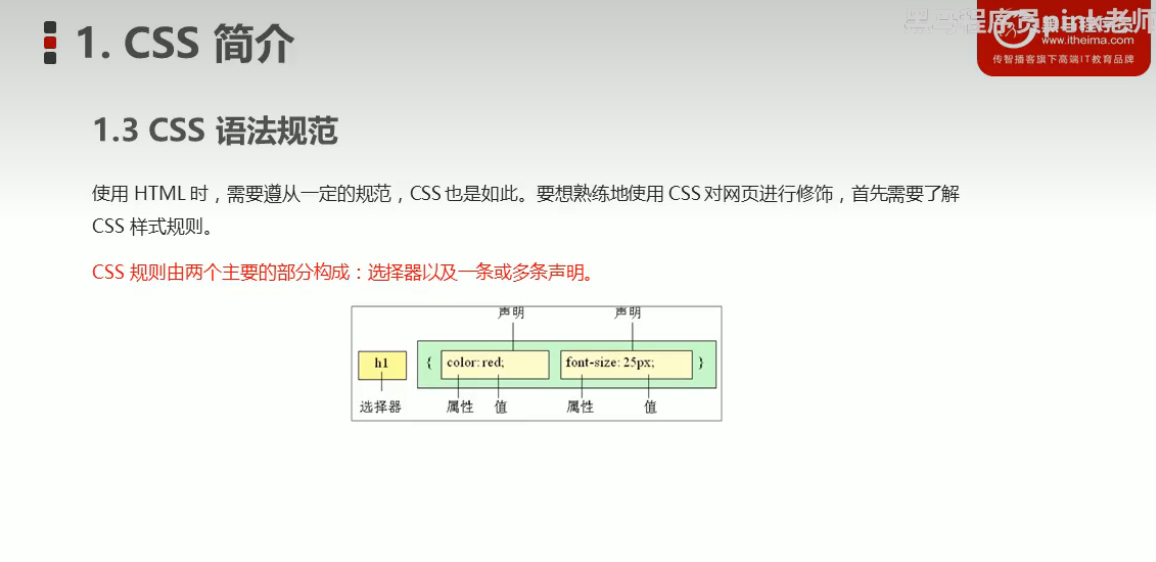 1. CSS 简介
黑马程序员pink老师
www.itheima.com
传智播客旗下高端IT教育品牌
1.3 CSS 语法规范
使用 HTML 时，需要遵从一定的规范，CSS 也是如此。要想熟练地使用 CSS 对网页进行修饰，首先需要了解
CSS 样式规则。
CSS 规则由两个主要的部分构成：选择器以及一条或多条声明。
声明 声明
h1 { color: red; font-size: 25px; }
选择器 属性 值 属性 值